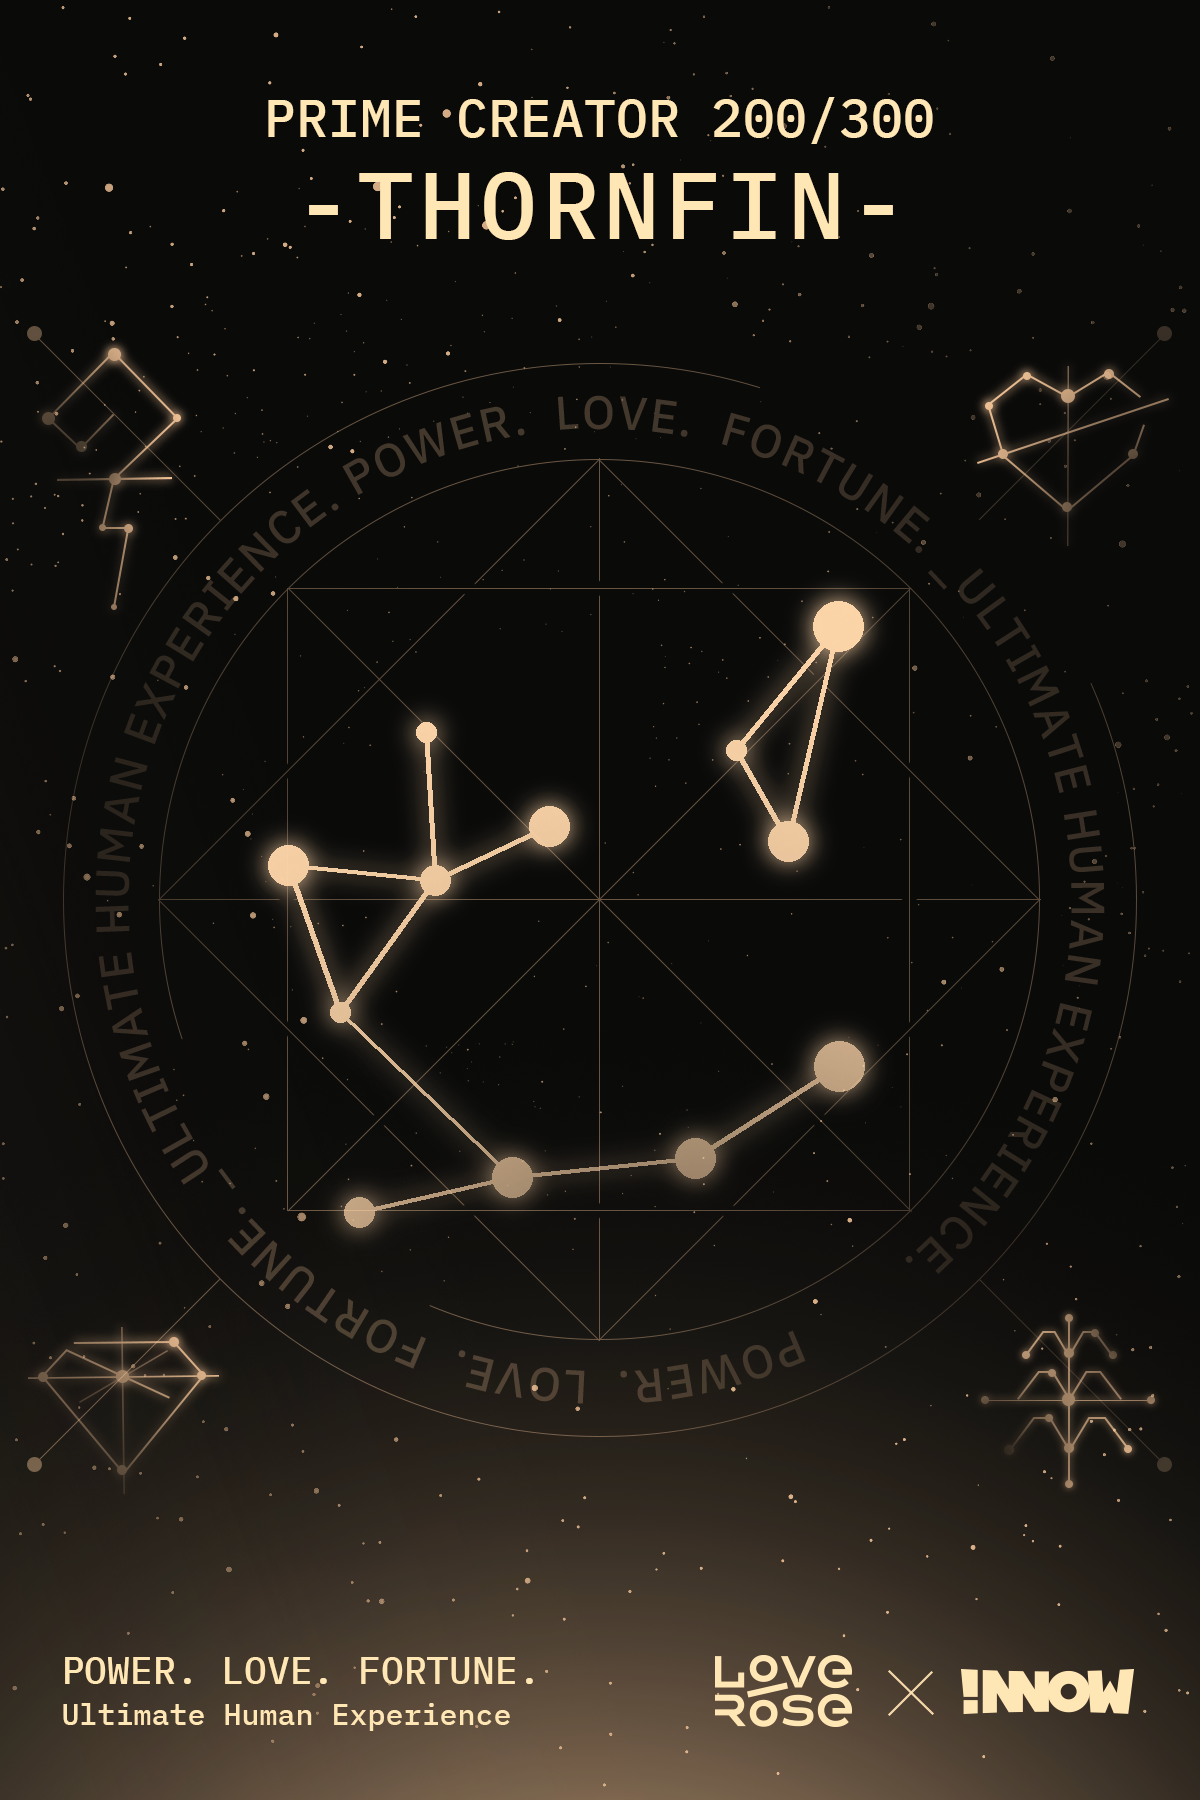 PRIME CREATOR 200/300
-THORNFIN-
ULTIMATE HUMAN EXPERIENCE. POWER. LOVE. FORTUNE. – ULTIMATE HUMAN EXPERIENCE.
POWER. LOVE. FORTUNE. –
POWER. LOVE. FORTUNE.
Ultimate Human Experience
LOVE
ROSE
!NNOW